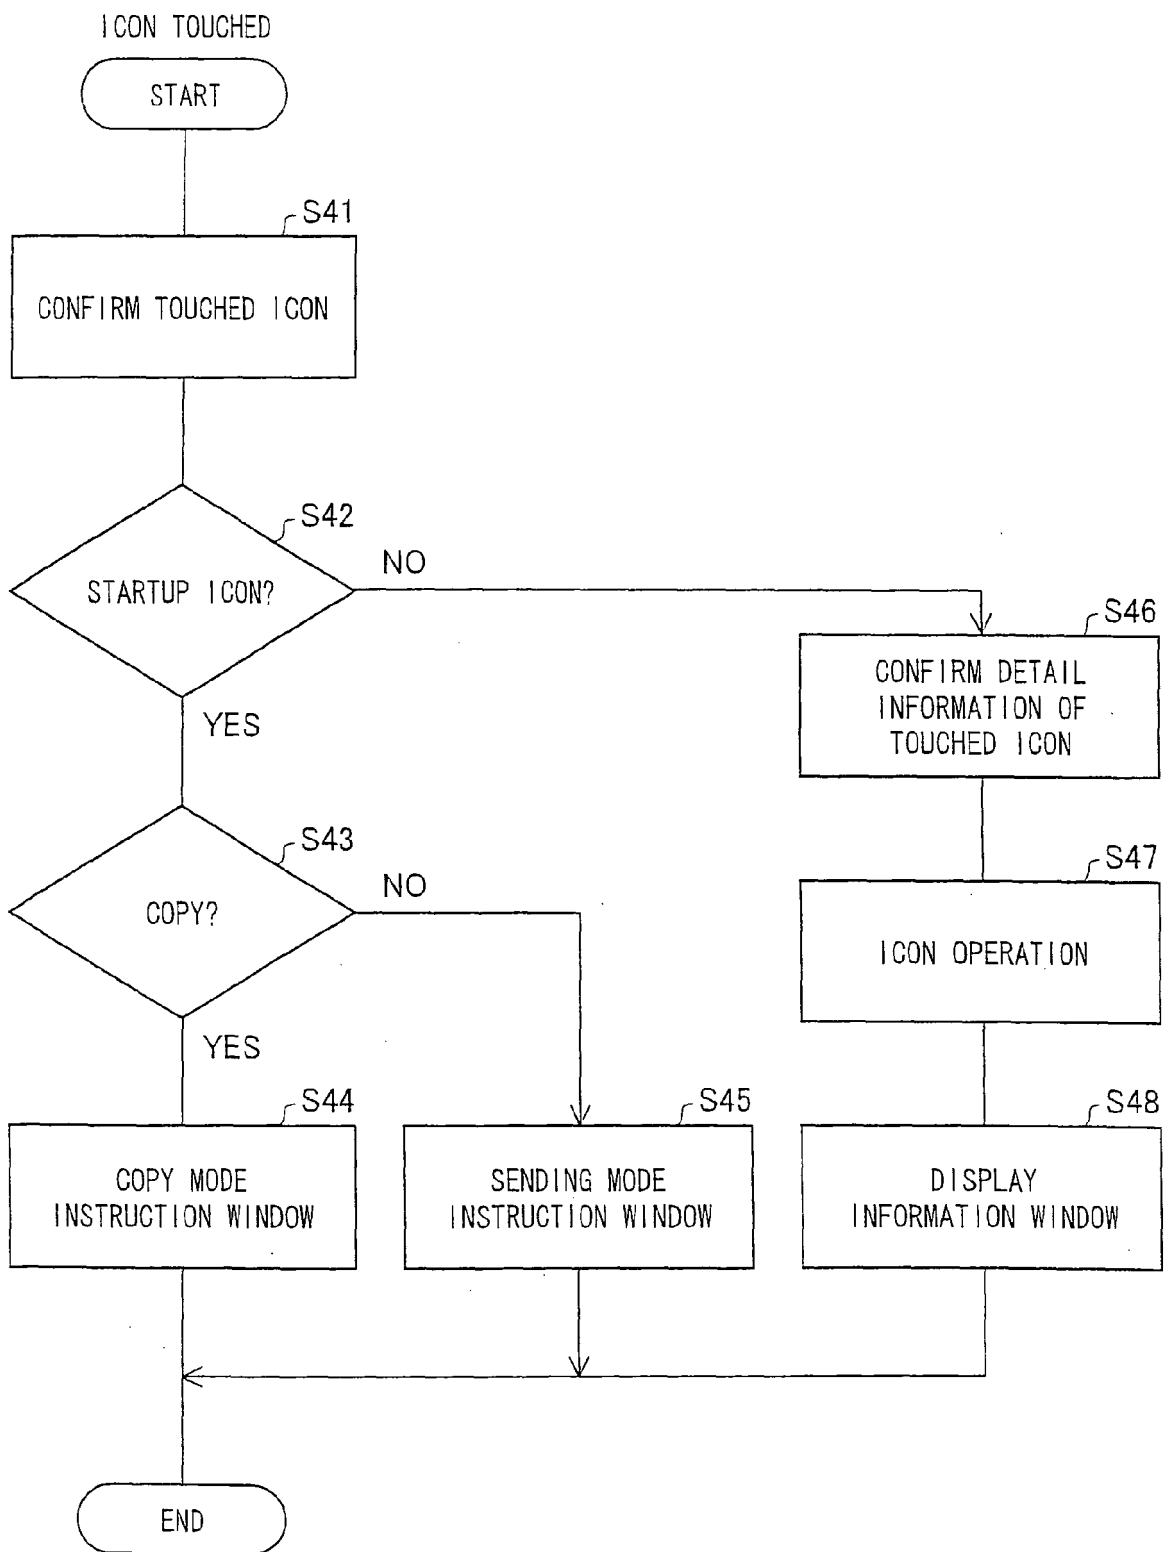 ICON TOUCHED
START
S41
CONFIRM TOUCHED ICON
S42
STARTUP ICON?
NO
YES
S46
CONFIRM DETAIL
INFORMATION OF
TOUCHED ICON
S43
COPY?
NO
YES
S47
ICON OPERATION
S44
COPY MODE
INSTRUCTION WINDOW
S45
SENDING MODE
INSTRUCTION WINDOW
S48
DISPLAY
INFORMATION WINDOW
END